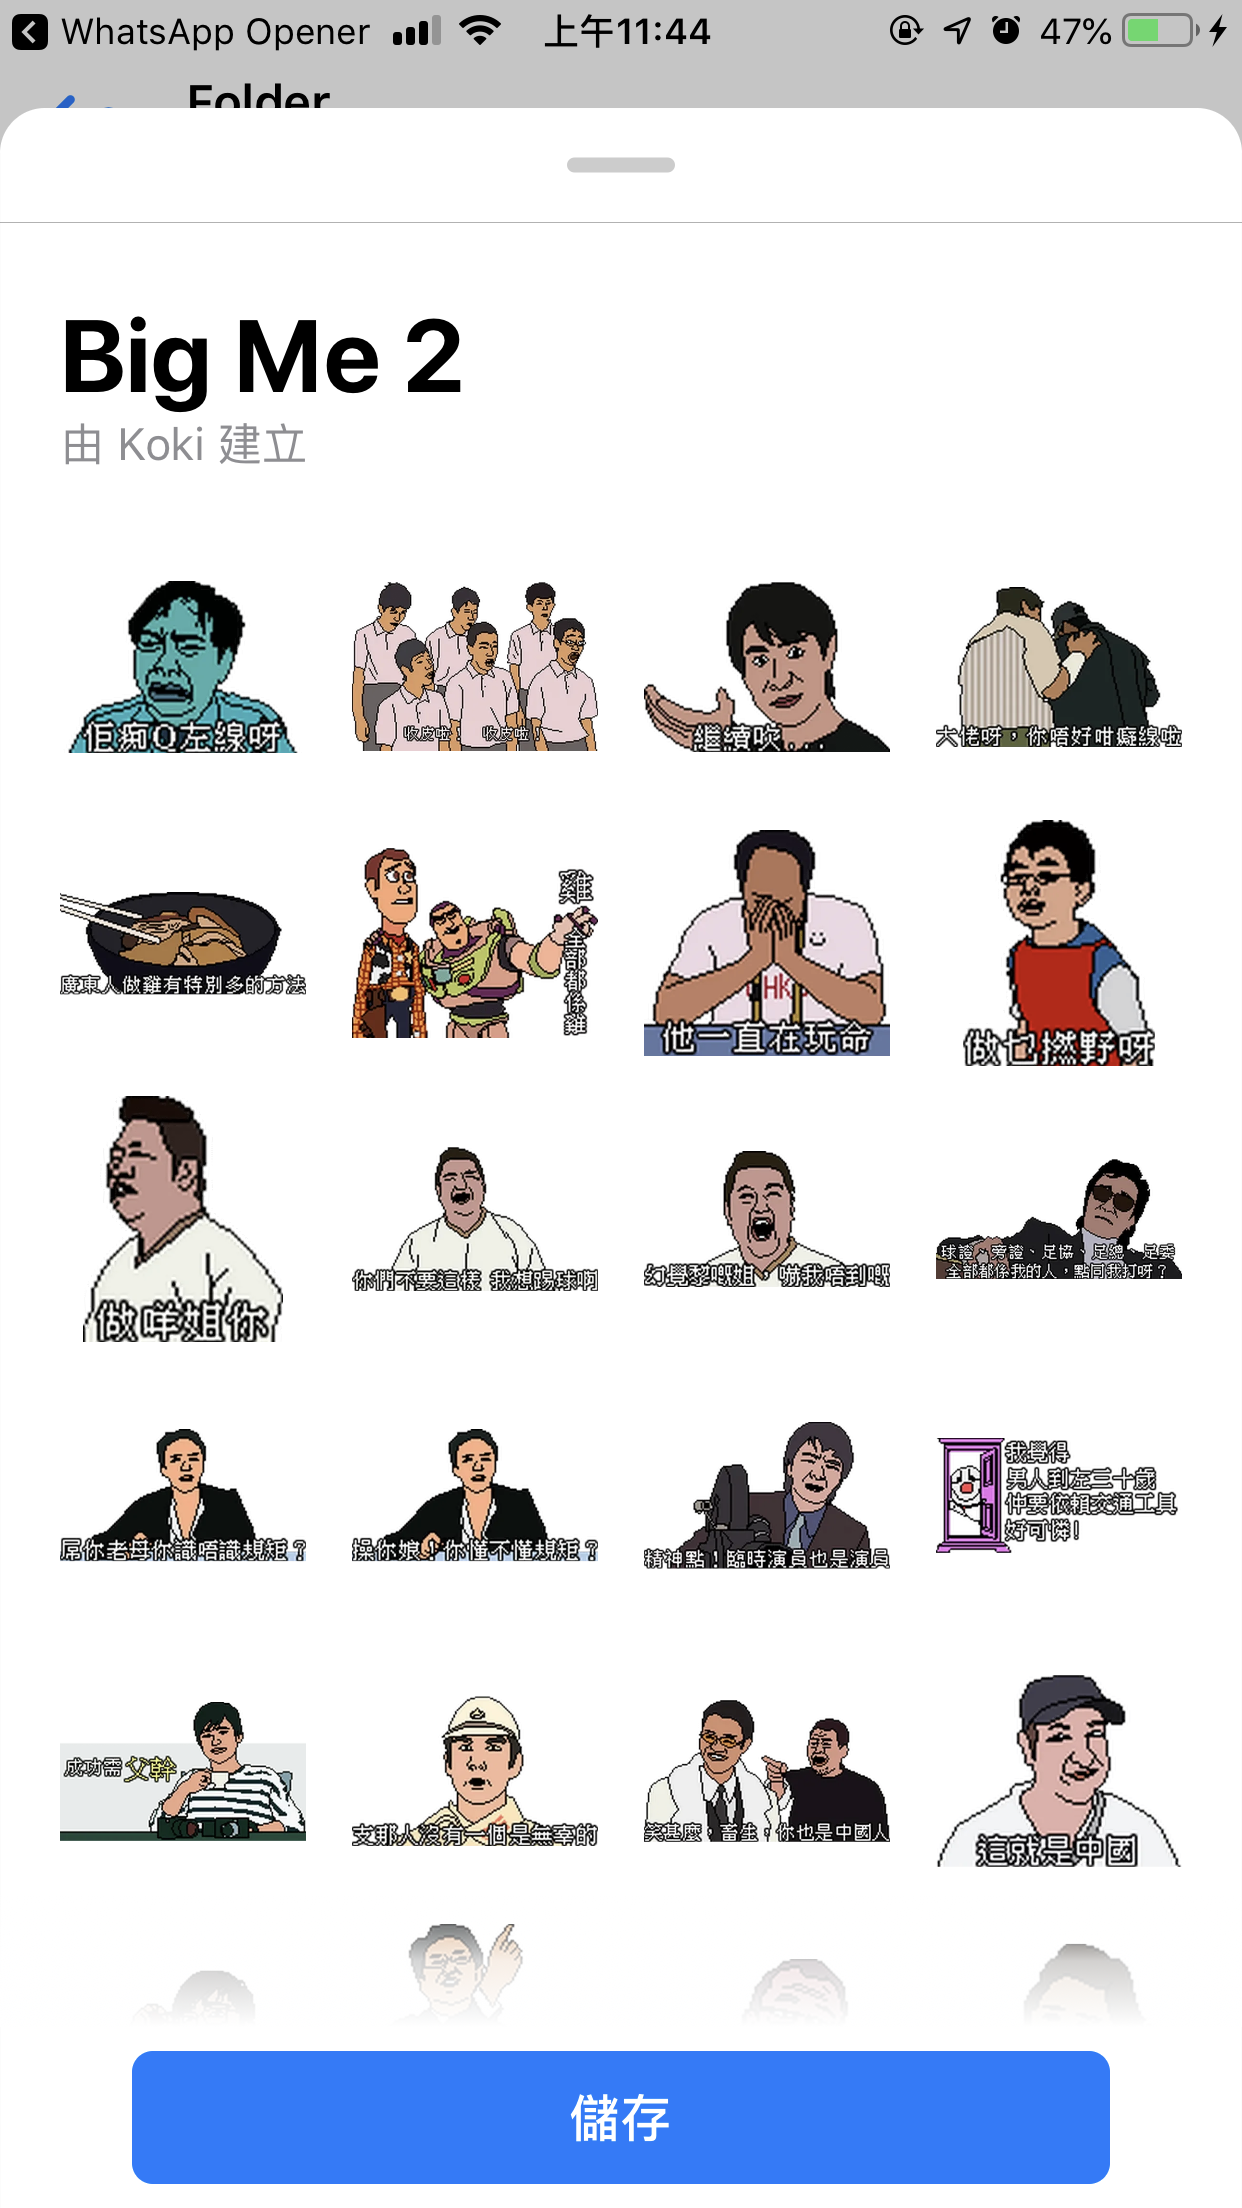 WhatsApp Opener
上午11:44
47%
Folder
Big Me 2
由 Koki 建立
佢痴Q左線呀
收皮啦！ 收皮啦！
繼續吹...
大佬呀，你唔好咁癡線啦
廣東人做雞有特別多的方法
雞
全部都係雞
HK
他一直在玩命
做乜撚野呀
做咩姐你
你們不要這樣 我想踢球啊
幻覺黎嘅姐，嚇我唔到嘅
球證、旁證、足協、足總、足委
全部都係我的人，點同我打呀？
屌你老母你識唔識規矩？
操你娘！你懂不懂規矩？
精神點！臨時演員也是演員
我覺得
男人到左三十歲
仲要依賴交通工具
好可憐！
成功需父幹
支那人沒有一個是無辜的
笑甚麼，畜生，你也是中國人
這就是中國
儲存